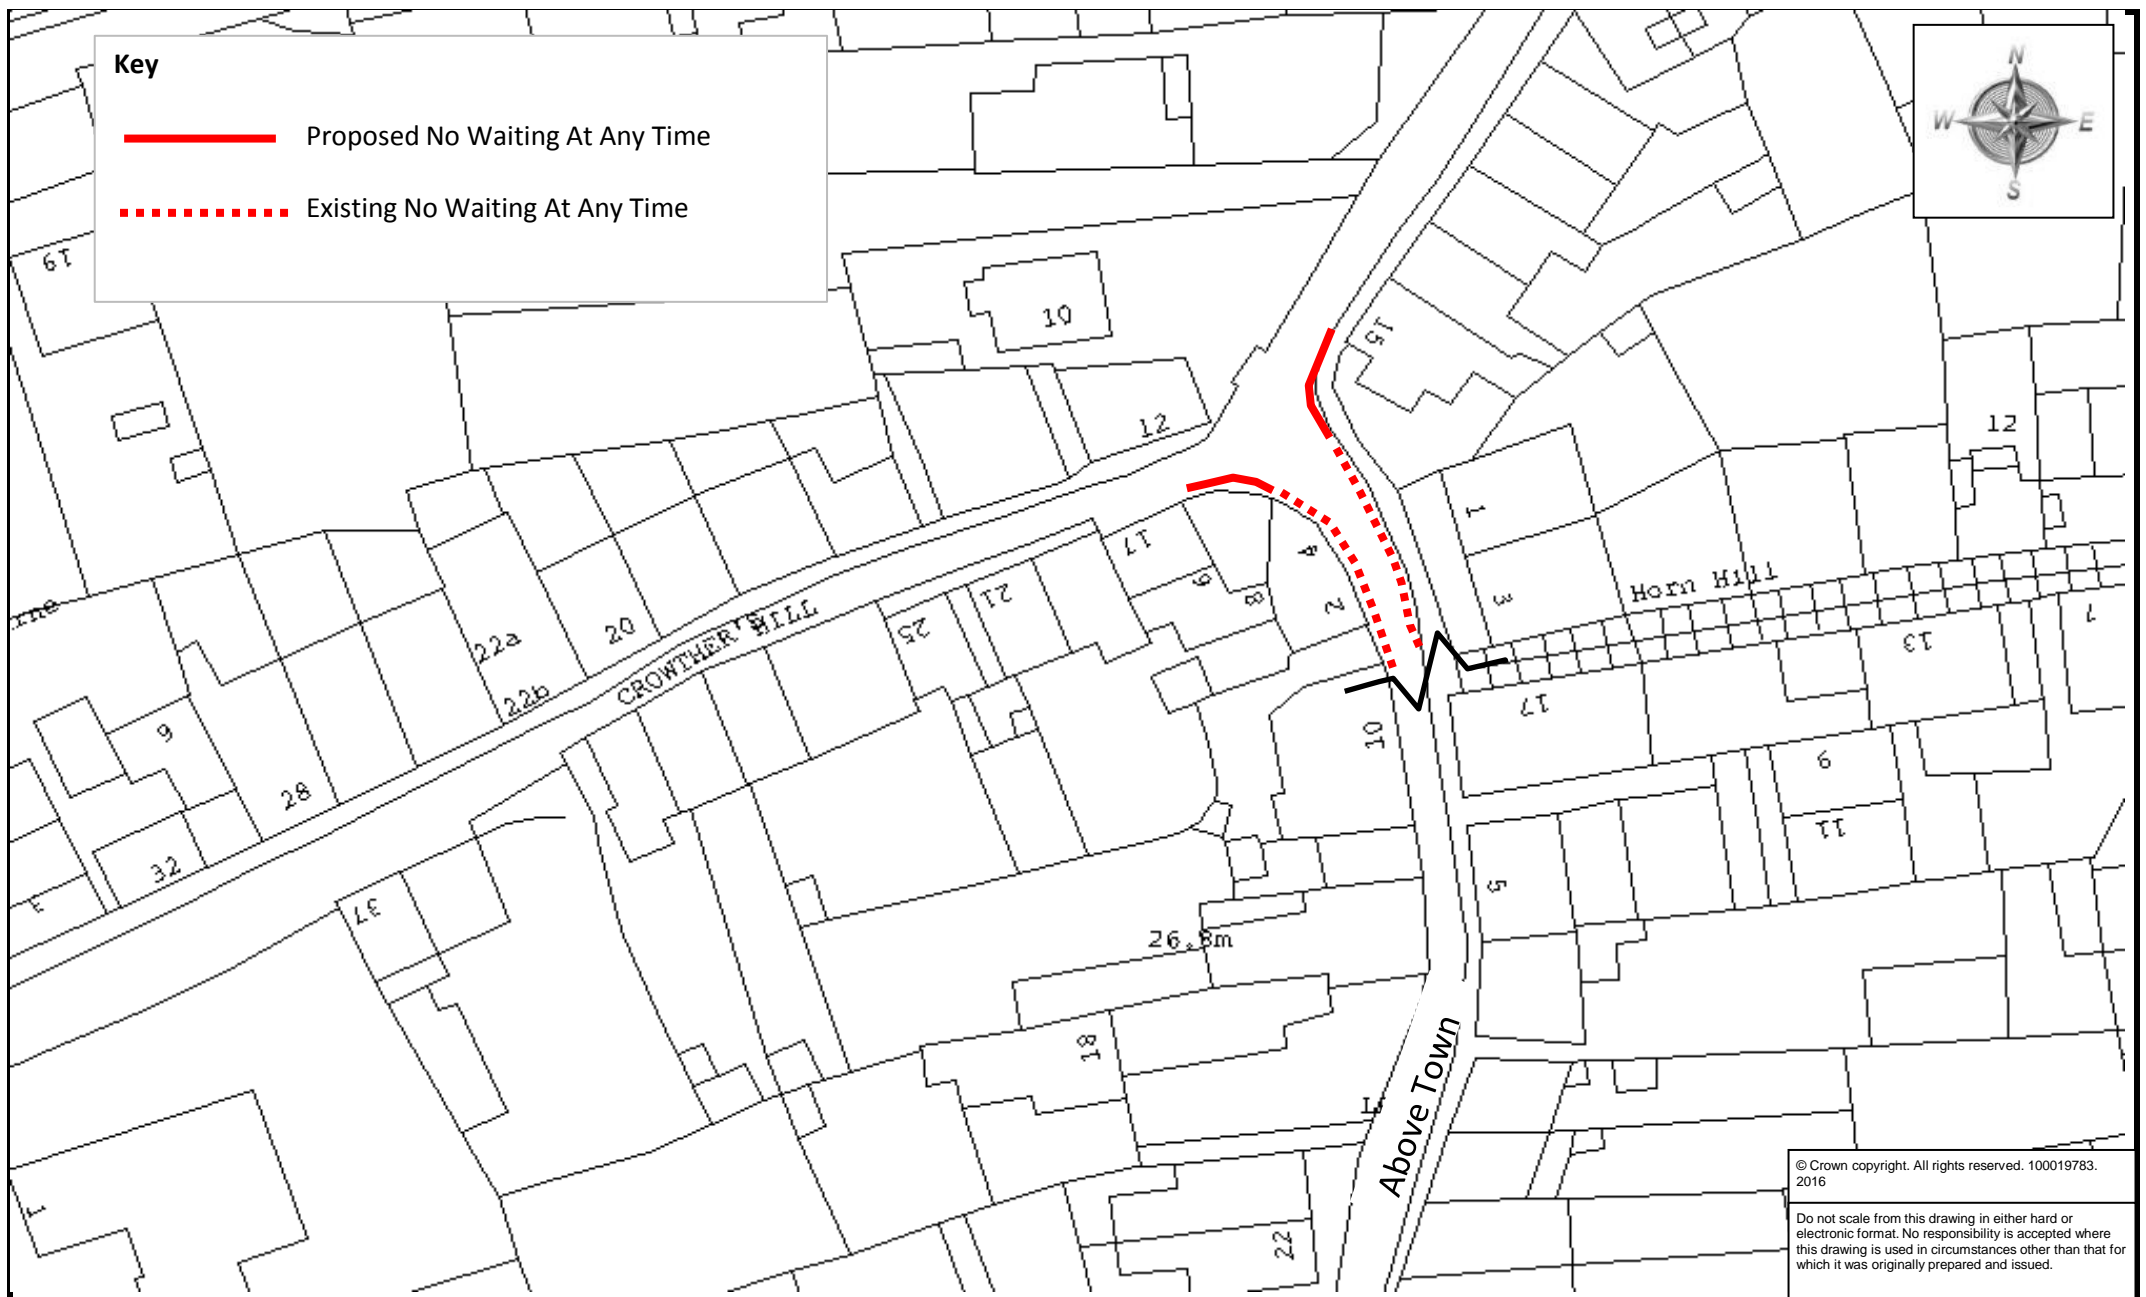 Key
Proposed No Waiting At Any Time
Existing No Waiting At Any Time
N
W E
S
19
10
15
12
12
1
17
4
21
9
8
2
3
Horn Hill
7
20
25
22a
CROWTHER'S HILL
13
22b
17
10
6
9
28
11
32
5
37
26.8m
18
Above Town
1
22
© Crown copyright. All rights reserved. 100019783.
2016
Do not scale from this drawing in either hard or
electronic format. No responsibility is accepted where
this drawing is used in circumstances other than that for
which it was originally prepared and issued.